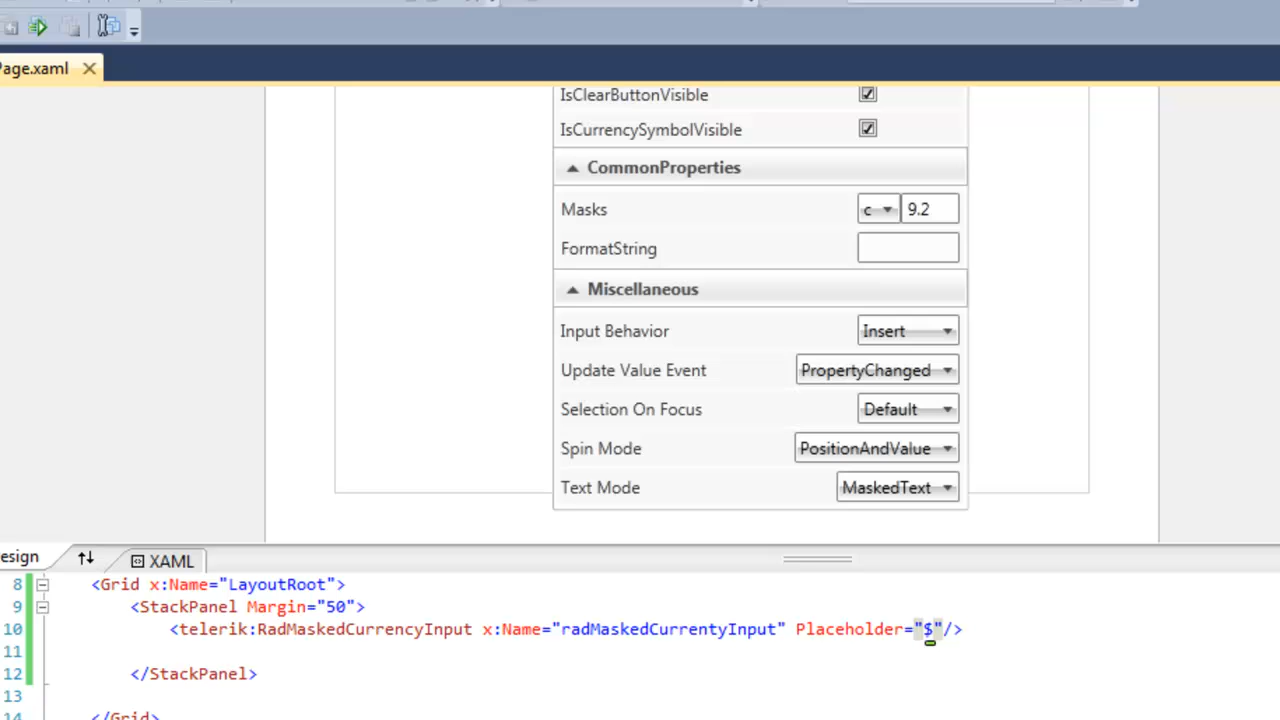 Page.xaml
IsClearButtonVisible
IsCurrencySymbolVisible
CommonProperties
Masks c 9.2
FormatString
Miscellaneous
Input Behavior Insert
Update Value Event PropertyChanged
Selection On Focus Default
Spin Mode PositionAndValue
Text Mode MaskedText
esign XAML
8 <Grid x:Name="LayoutRoot">
9 <StackPanel Margin="50">
10 <telerik:RadMaskedCurrencyInput x:Name="radMaskedCurrentyInput" Placeholder="$"/>
11
12 </StackPanel>
13
14 </Grid>